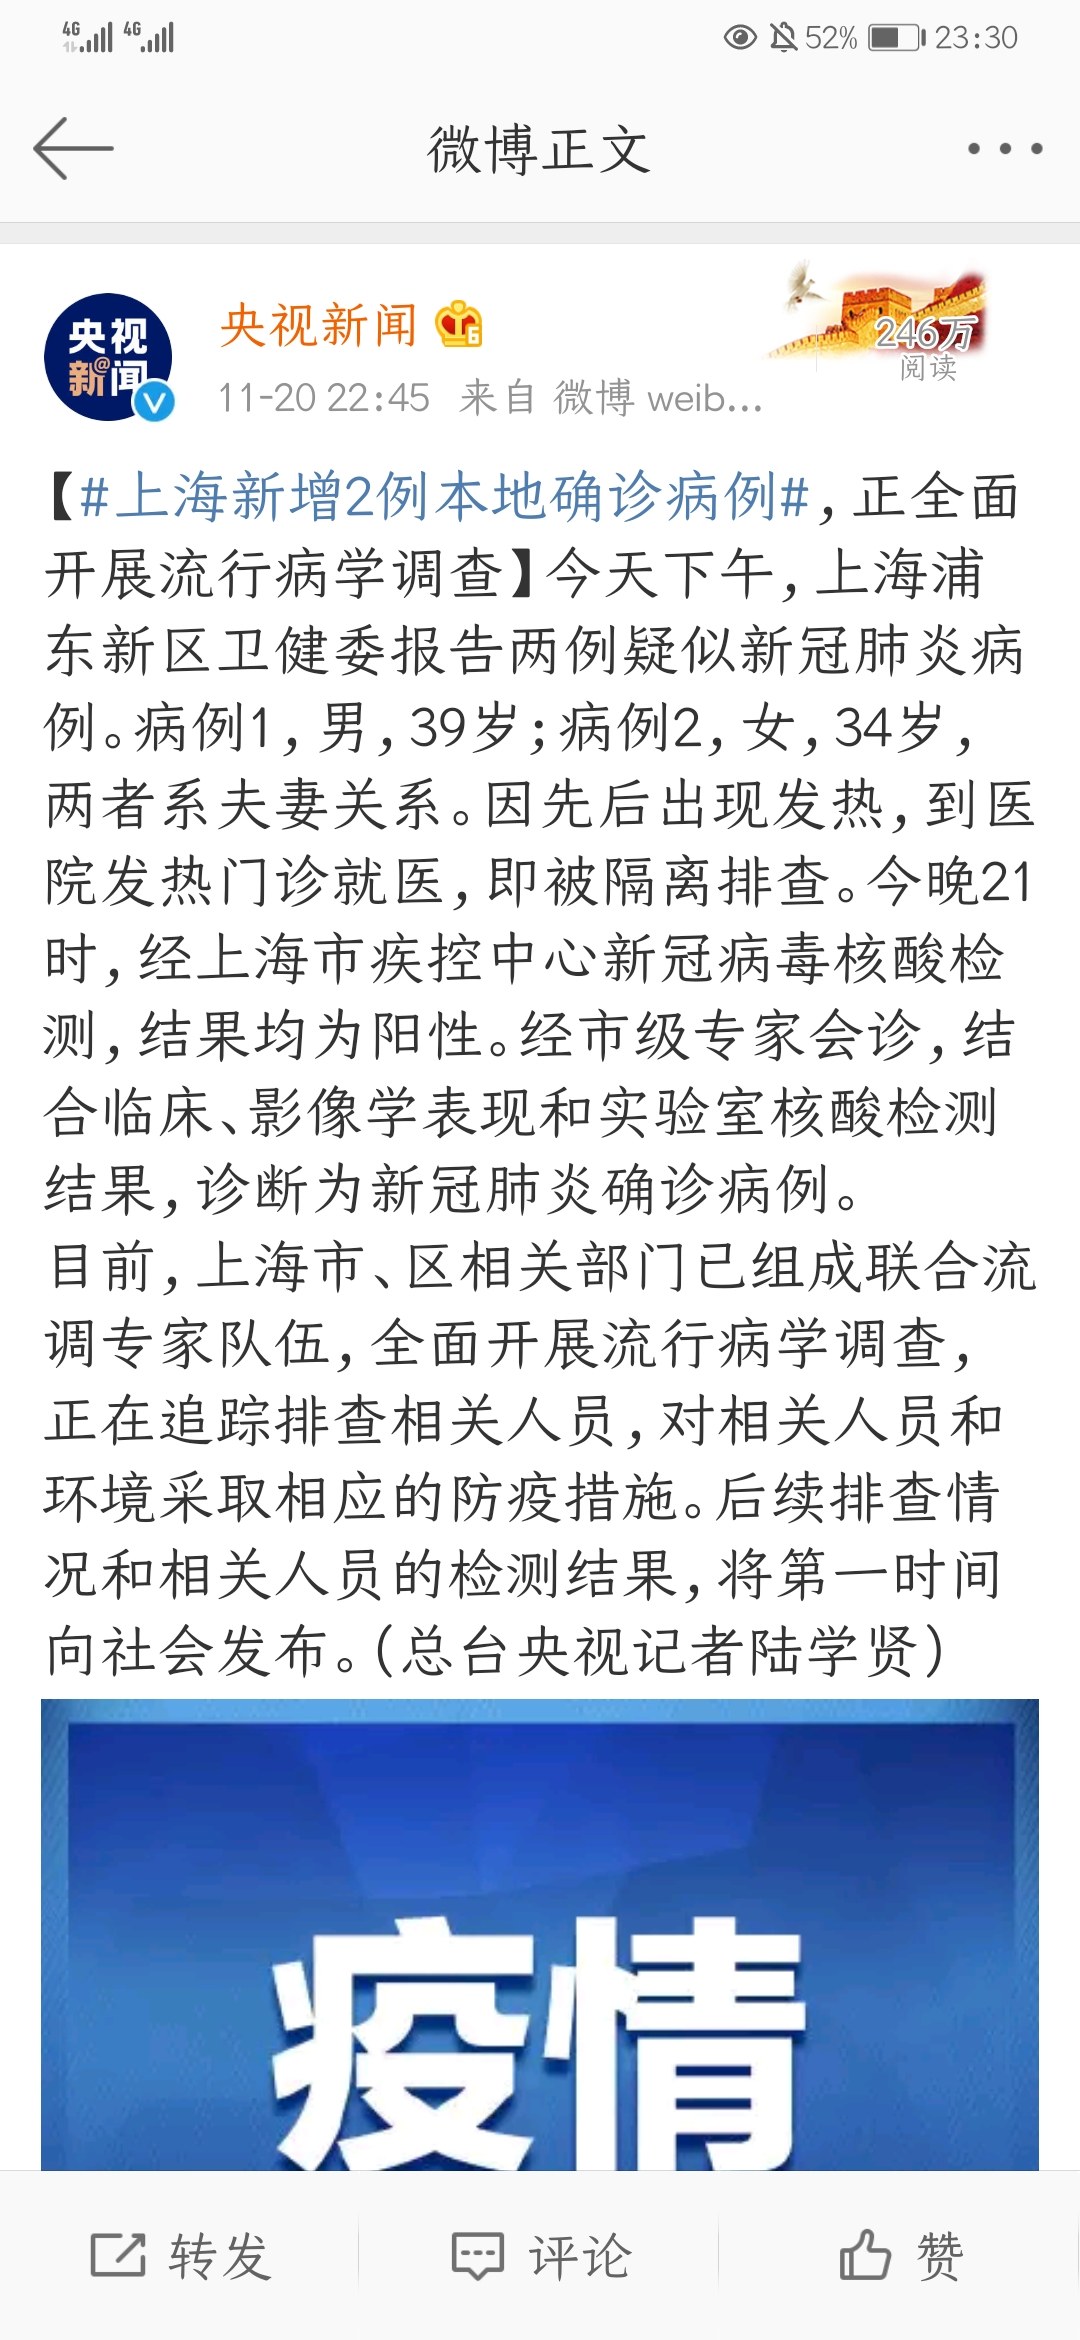 4G 4G 52% 23:30
微博正文
央视新闻
246万
阅读
央视
新@闻
11-20 22:45 来自 微博 weib...
【#上海新增2例本地确诊病例#，正全面
开展流行病学调查】今天下午，上海浦
东新区卫健委报告两例疑似新冠肺炎病
例。病例1，男，39岁；病例2，女，34岁，
两者系夫妻关系。因先后出现发热，到医
院发热门诊就医，即被隔离排查。今晚21
时，经上海市疾控中心新冠病毒核酸检
测，结果均为阳性。经市级专家会诊，结
合临床、影像学表现和实验室核酸检测
结果，诊断为新冠肺炎确诊病例。
目前，上海市、区相关部门已组成联合流
调专家队伍，全面开展流行病学调查，
正在追踪排查相关人员，对相关人员和
环境采取相应的防疫措施。后续排查情
况和相关人员的检测结果，将第一时间
向社会发布。（总台央视记者陆学贤）
疫情
转发 评论 赞